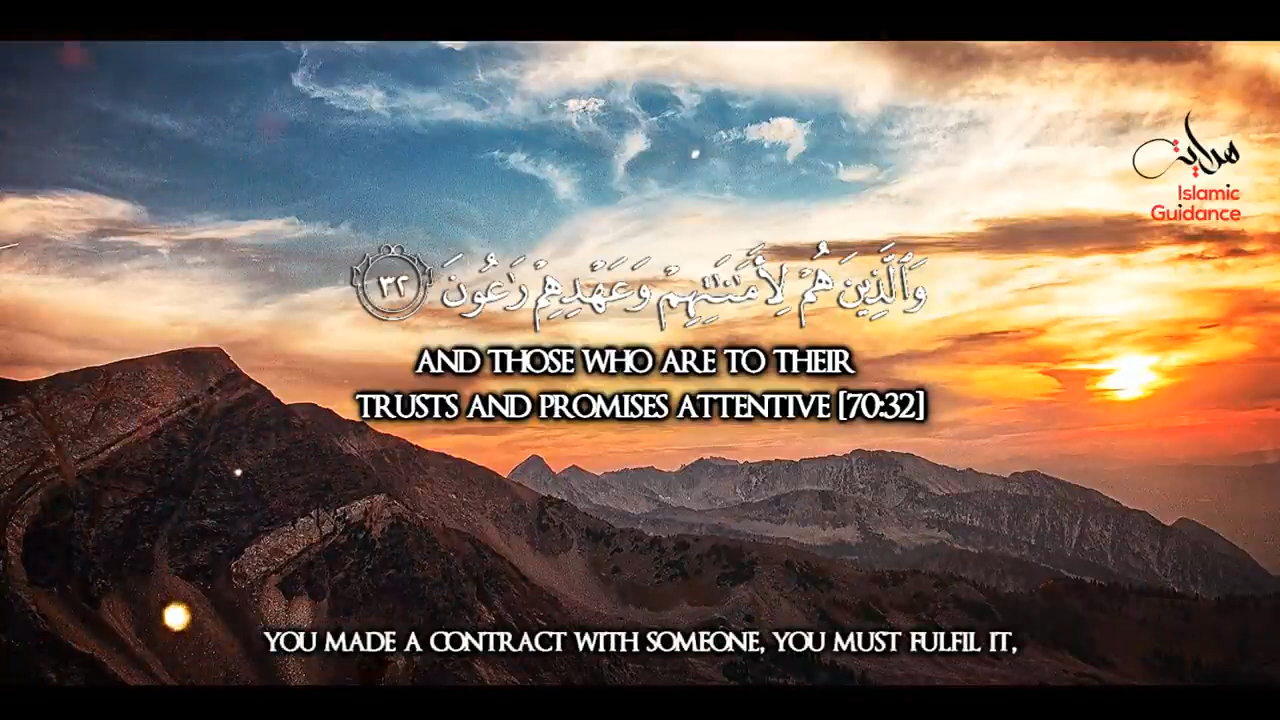 هداية
Islamic
Guidance
وَٱلَّذِينَ هُمْ لِأَمَـٰنَـٰتِهِمْ وَعَهْدِهِمْ رَٰعُونَ ٣٢
AND THOSE WHO ARE TO THEIR
TRUSTS AND PROMISES ATTENTIVE [70:32]
YOU MADE A CONTRACT WITH SOMEONE, YOU MUST FULFIL IT,